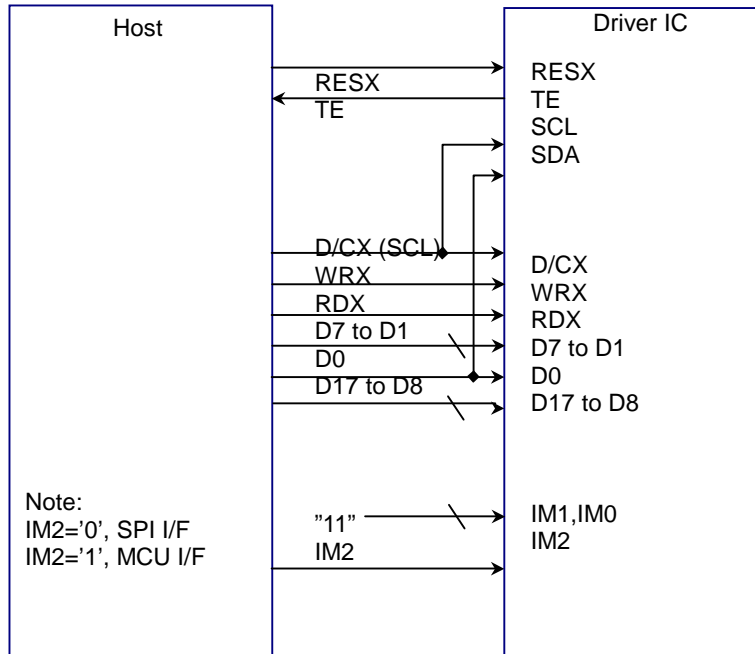 Host
Driver IC
RESX
TE
RESX
TE
SCL
SDA
D/CX (SCL)
WRX
RDX
D7 to D1
D0
D17 to D8
D/CX
WRX
RDX
D7 to D1
D0
D17 to D8
Note:
IM2='0', SPI I/F
IM2='1', MCU I/F
"11"
IM2
IM1,IM0
IM2